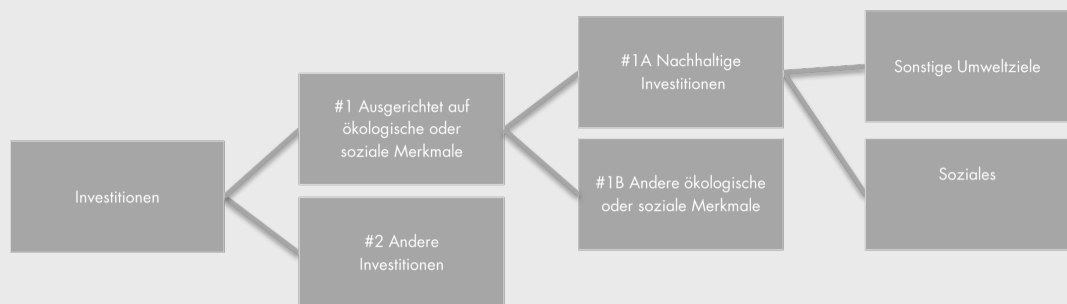 Investitionen
#1 Ausgerichtet auf
ökologische oder
soziale Merkmale
#2 Andere
Investitionen
#1A Nachhaltige
Investitionen
#1B Andere ökologische
oder soziale Merkmale
Sonstige Umweltziele
Soziales